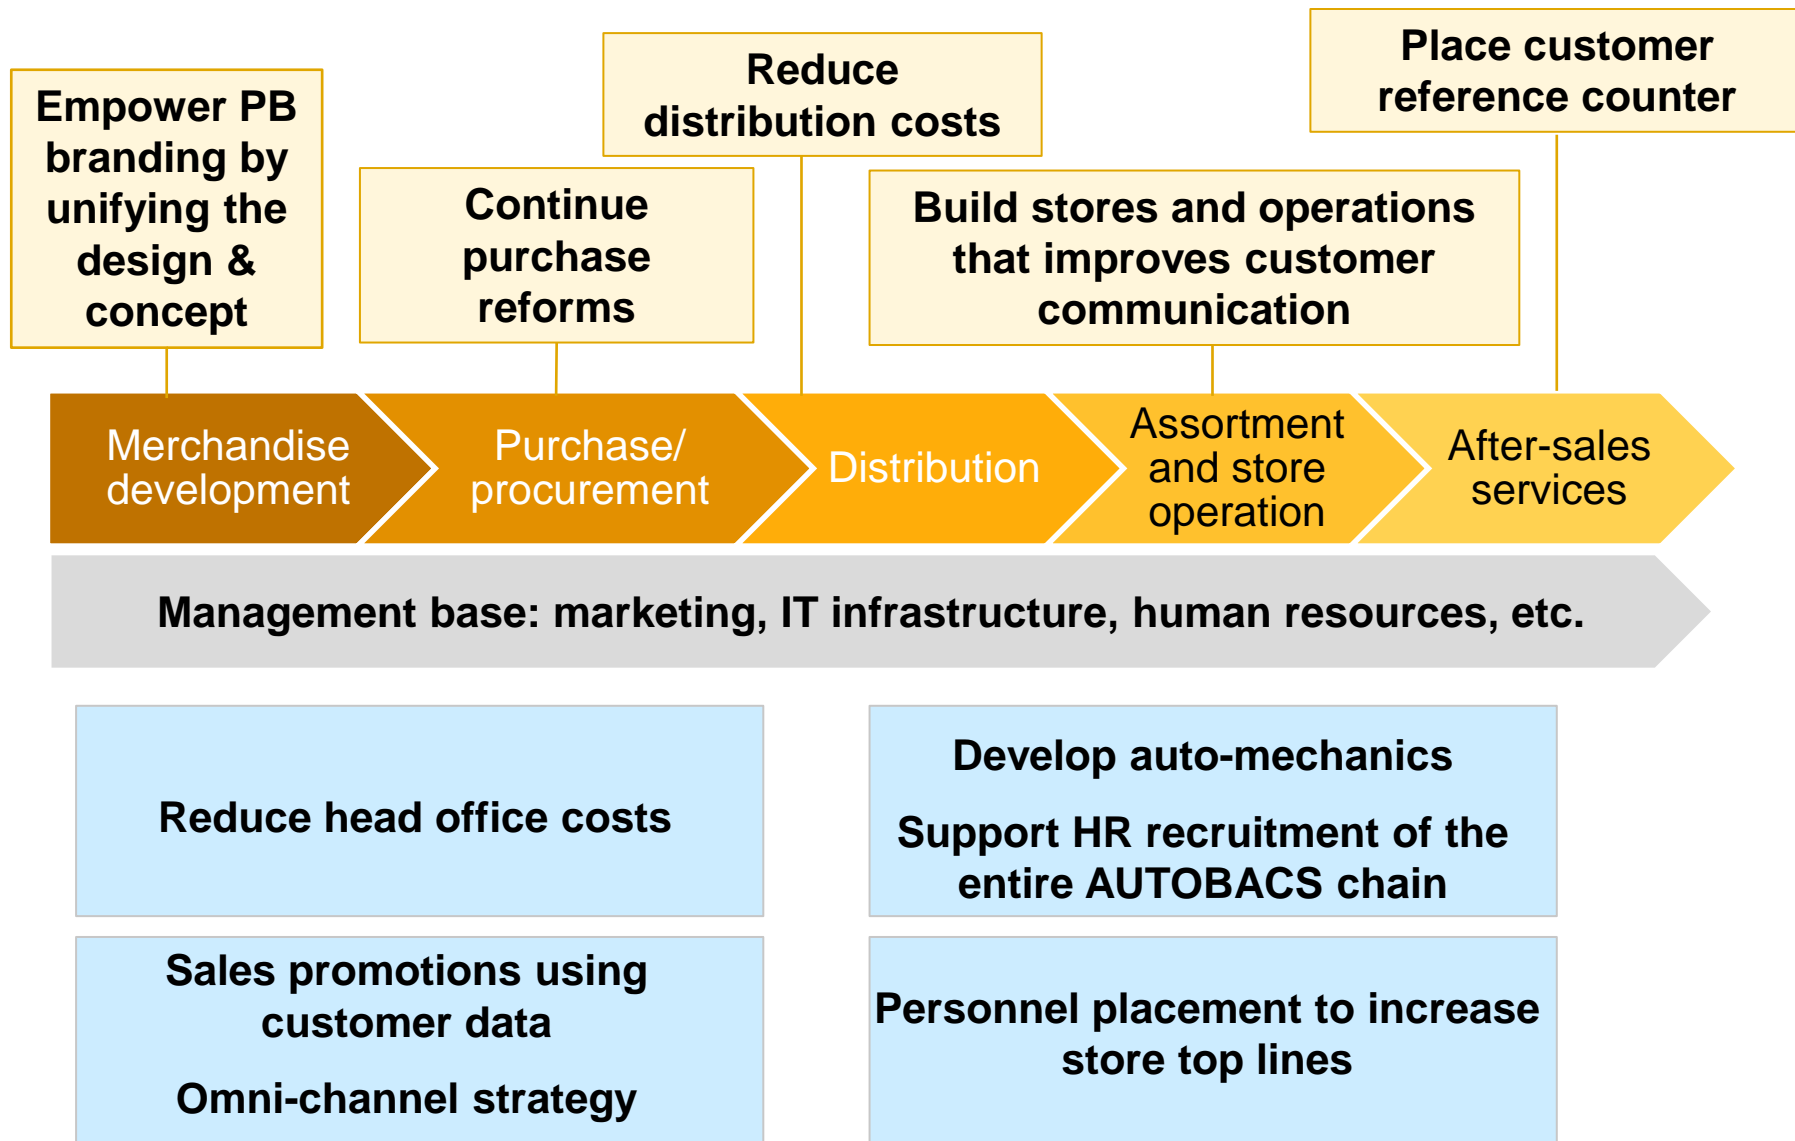 Empower PB
branding by
unifying the
design &
concept
Continue
purchase
reforms
Reduce
distribution costs
Build stores and operations
that improves customer
communication
Place customer
reference counter
Merchandise
development
Purchase/
procurement
Distribution
Assortment
and store
operation
After-sales
services
Management base: marketing, IT infrastructure, human resources, etc.
Reduce head office costs
Develop auto-mechanics
Support HR recruitment of the
entire AUTOBACS chain
Sales promotions using
customer data
Omni-channel strategy
Personnel placement to increase
store top lines